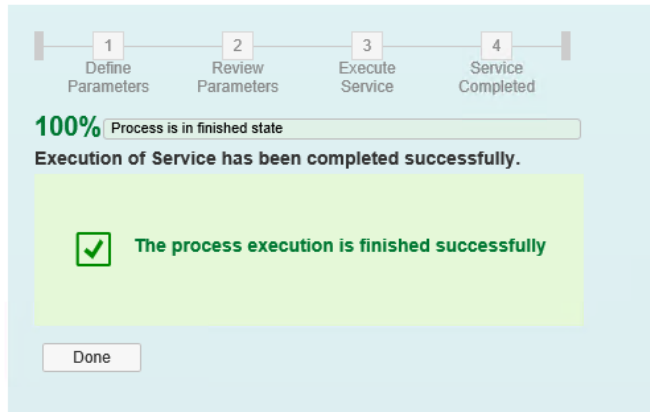 1 2 3 4
Define Review Execute Service
Parameters Parameters Service Completed
100% Process is in finished state
Execution of Service has been completed successfully.
The process execution is finished successfully
Done